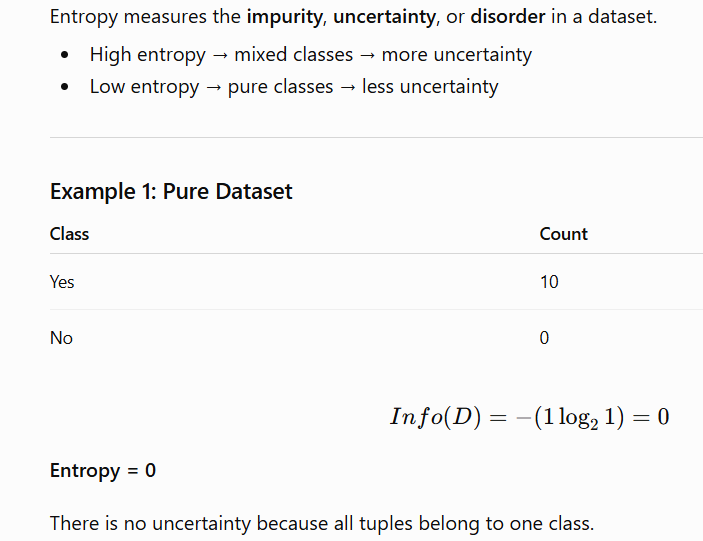 Entropy measures the impurity, uncertainty, or disorder in a dataset.
• High entropy → mixed classes → more uncertainty
• Low entropy → pure classes → less uncertainty
Example 1: Pure Dataset
Class Count
Yes 10
No 0
Info(D) = −(1 log₂ 1) = 0
Entropy = 0
There is no uncertainty because all tuples belong to one class.